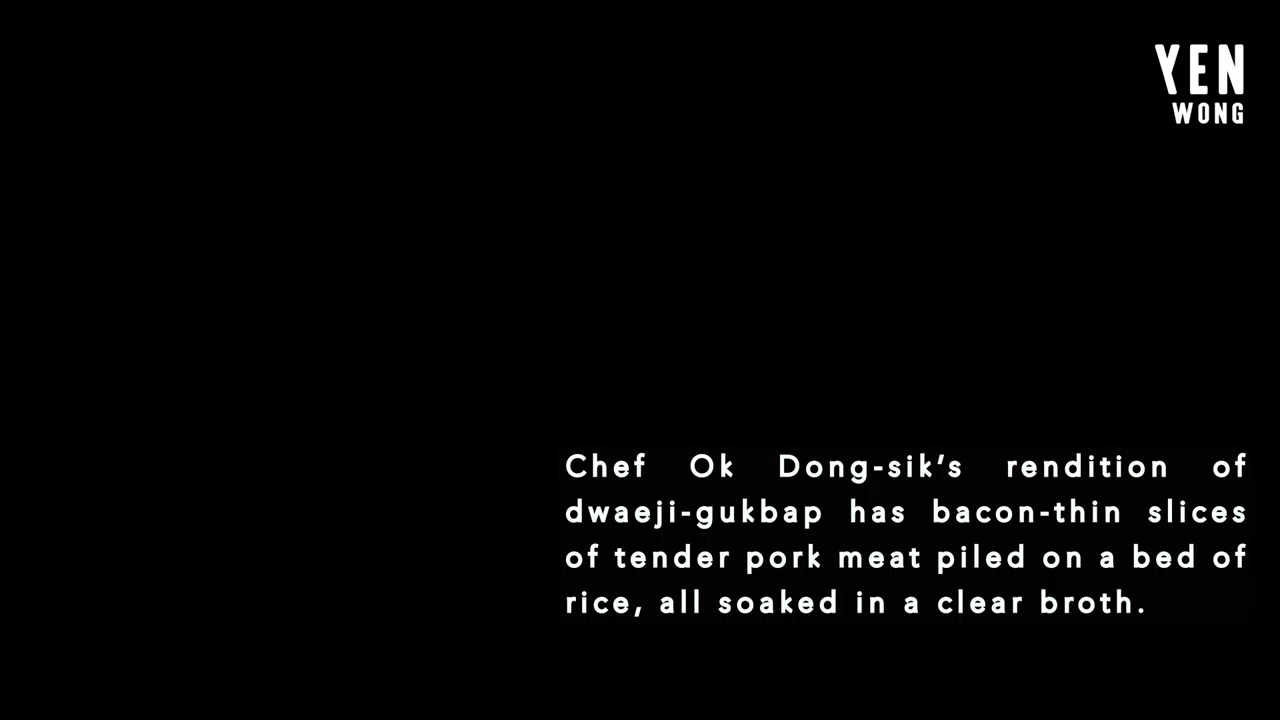 YEN
WONG
Chef Ok Dong-sik’s rendition of
dwaeji-gukbap has bacon-thin slices
of tender pork meat piled on a bed of
rice, all soaked in a clear broth.